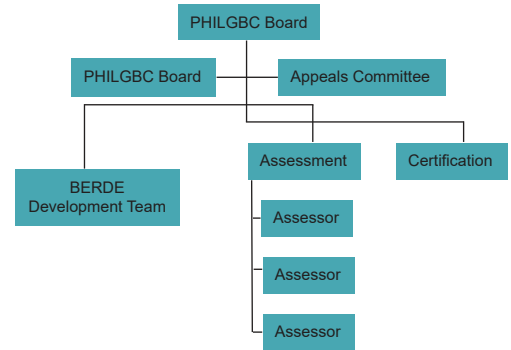 PHILGBC Board
PHILGBC Board
Appeals Committee
Assessment
Certification
BERDE
Development Team
Assessor
Assessor
Assessor